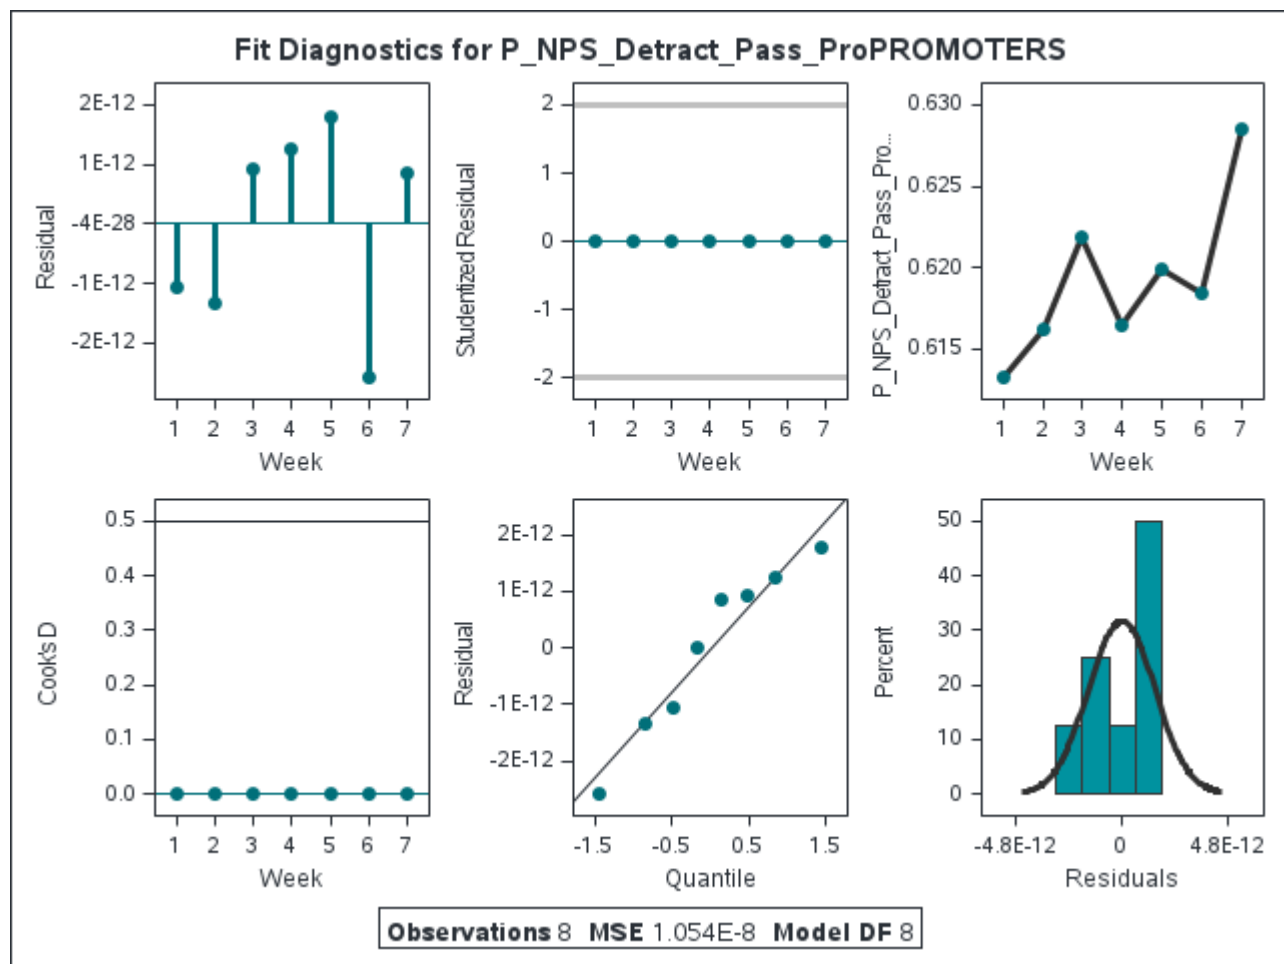 Fit Diagnostics for P_NPS_Detract_Pass_ProPROMOTERS
Residual
2E-12
1E-12
-4E-28
-1E-12
-2E-12
1 2 3 4 5 6 7
Week
Studentized Residual
2
1
0
-1
-2
1 2 3 4 5 6 7
Week
P_NPS_Detract_Pass_Pro...
0.630
0.625
0.620
0.615
1 2 3 4 5 6 7
Week
Cook's D
0.5
0.4
0.3
0.2
0.1
0.0
1 2 3 4 5 6 7
Week
Residual
2E-12
1E-12
0
-1E-12
-2E-12
-1.5 -0.5 0.5 1.5
Quantile
Percent
50
40
30
20
10
0
-4.8E-12 0 4.8E-12
Residuals
Observations 8 MSE 1.054E-8 Model DF 8